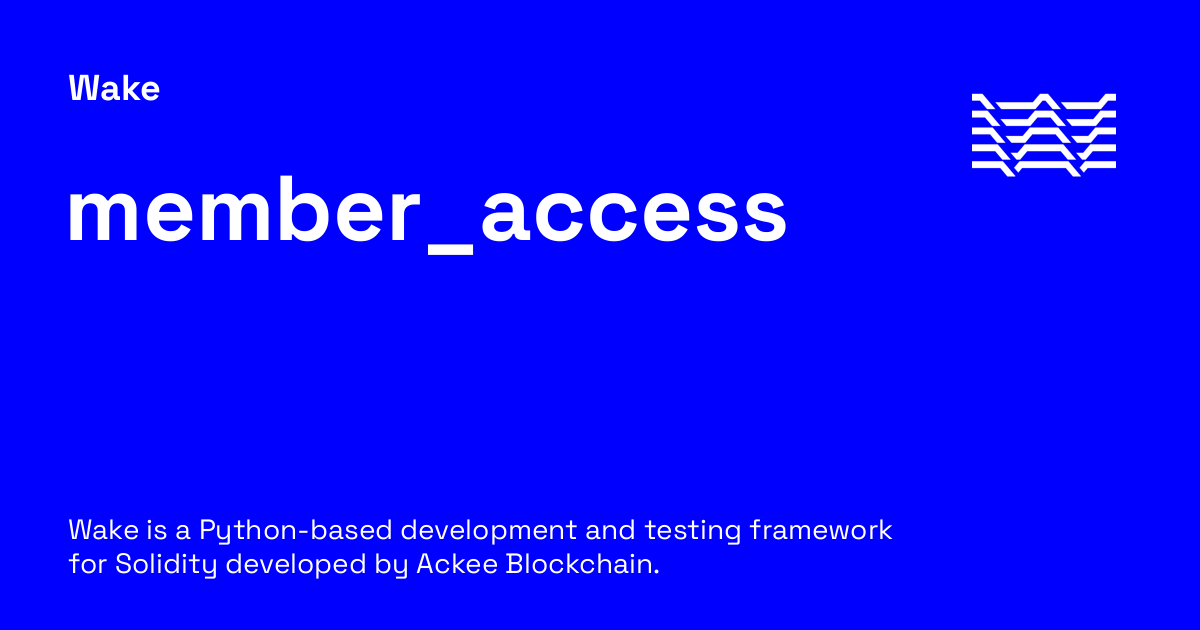 Wake
member_access
Wake is a Python-based development and testing framework
for Solidity developed by Ackee Blockchain.